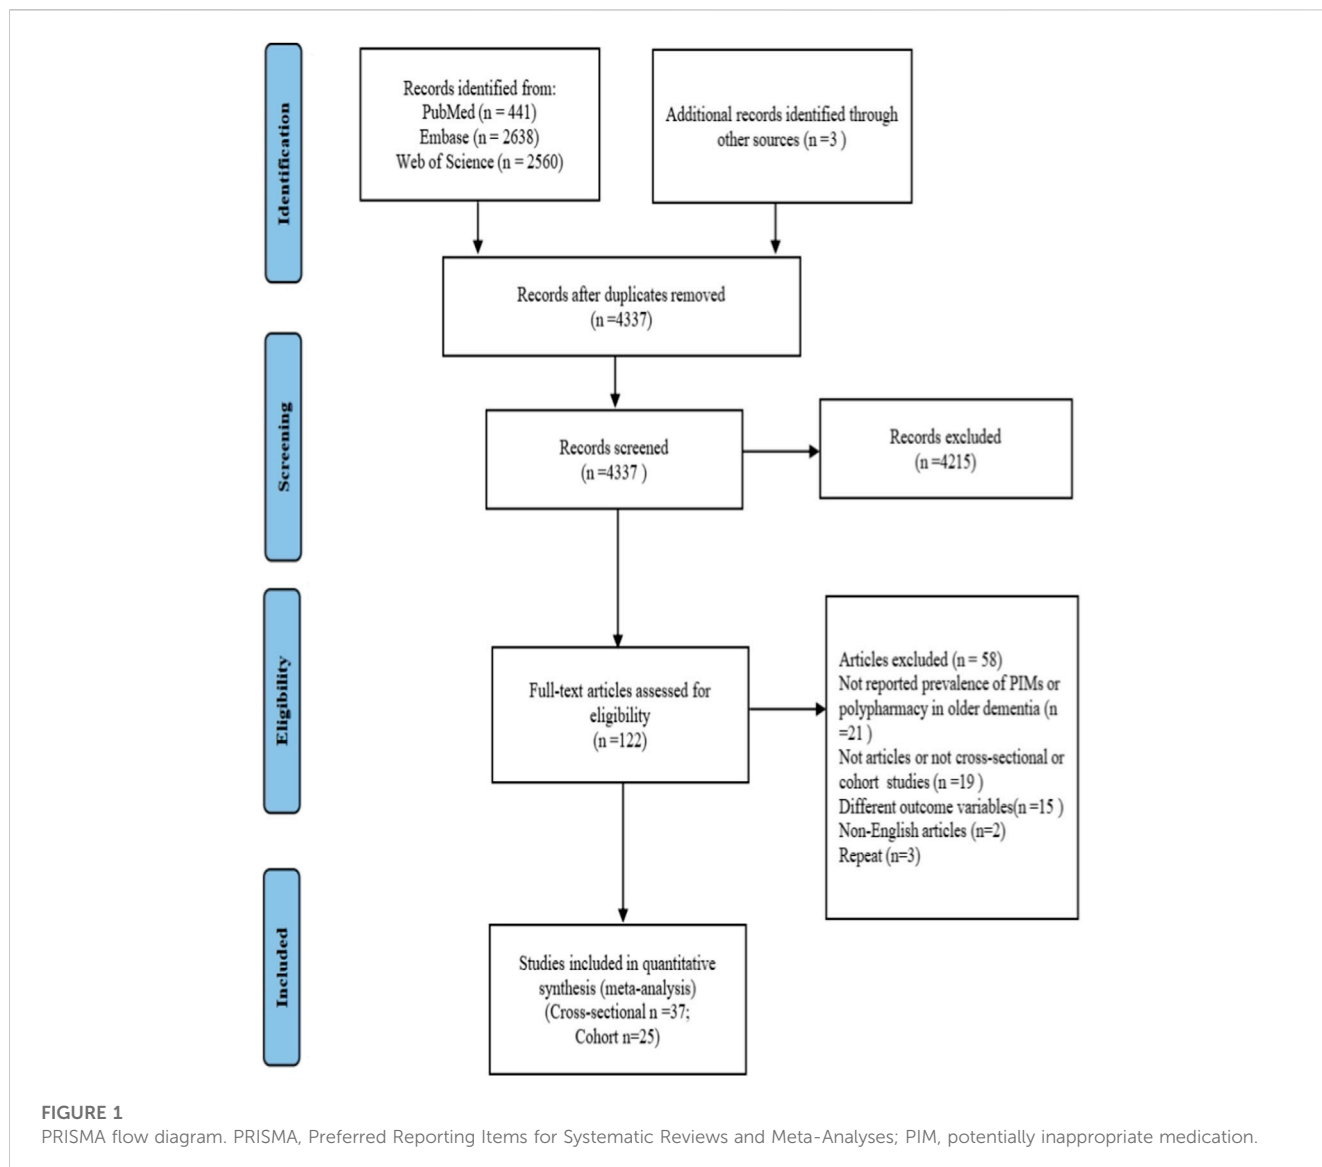 Identification
Records identified from:
PubMed (n = 441)
Embase (n = 2638)
Web of Science (n = 2560)
Additional records identified through
other sources (n =3 )
Records after duplicates removed
(n =4337)
Screening
Records screened
(n =4337 )
Records excluded
(n =4215)
Eligibility
Full-text articles assessed for
eligibility
(n =122)
Articles excluded (n = 58)
Not reported prevalence of PIMs or
polypharmacy in older dementia (n
=21 )
Not articles or not cross-sectional or
cohort studies (n =19 )
Different outcome variables(n =15 )
Non-English articles (n=2)
Repeat (n=3)
Included
Studies included in quantitative
synthesis (meta-analysis)
(Cross-sectional n =37;
Cohort n=25)
FIGURE 1
PRISMA flow diagram. PRISMA, Preferred Reporting Items for Systematic Reviews and Meta-Analyses; PIM, potentially inappropriate medication.